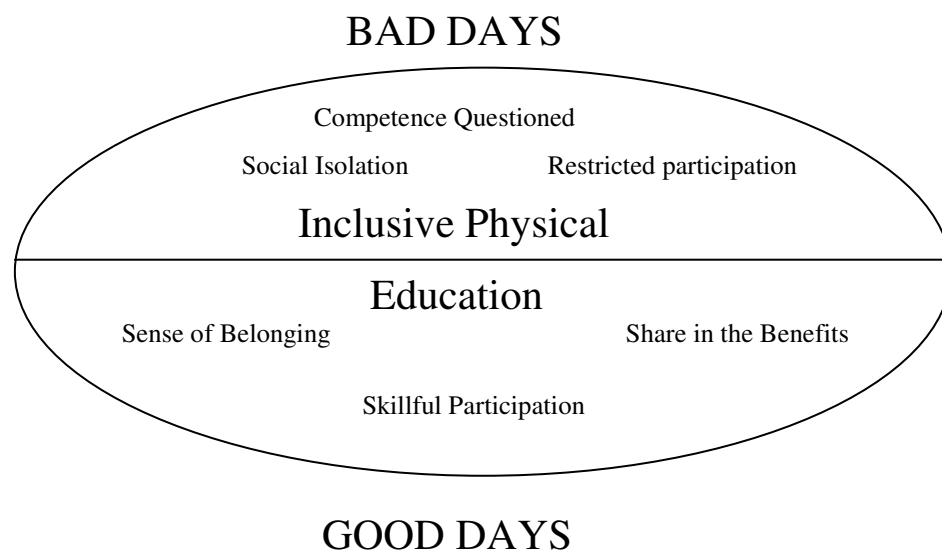 BAD DAYS
Competence Questioned
Social Isolation Restricted participation
Inclusive Physical
Education
Sense of Belonging Share in the Benefits
Skillful Participation
GOOD DAYS